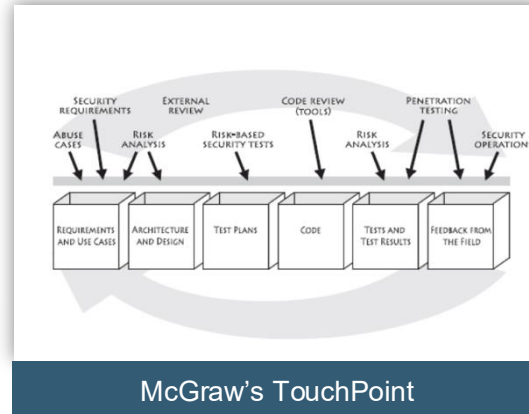 SECURITY
REQUIREMENTS
EXTERNAL
REVIEW
CODE REVIEW
(TOOLS)
PENETRATION
TESTING
ABUSE
CASES
RISK
ANALYSIS
RISK-BASED
SECURITY TESTS
RISK
ANALYSIS
SECURITY
OPERATION
REQUIREMENTS
AND USE CASES
ARCHITECTURE
AND DESIGN
TEST PLANS
CODE
TESTS AND
TEST RESULTS
FEEDBACK FROM
THE FIELD
McGraw's TouchPoint